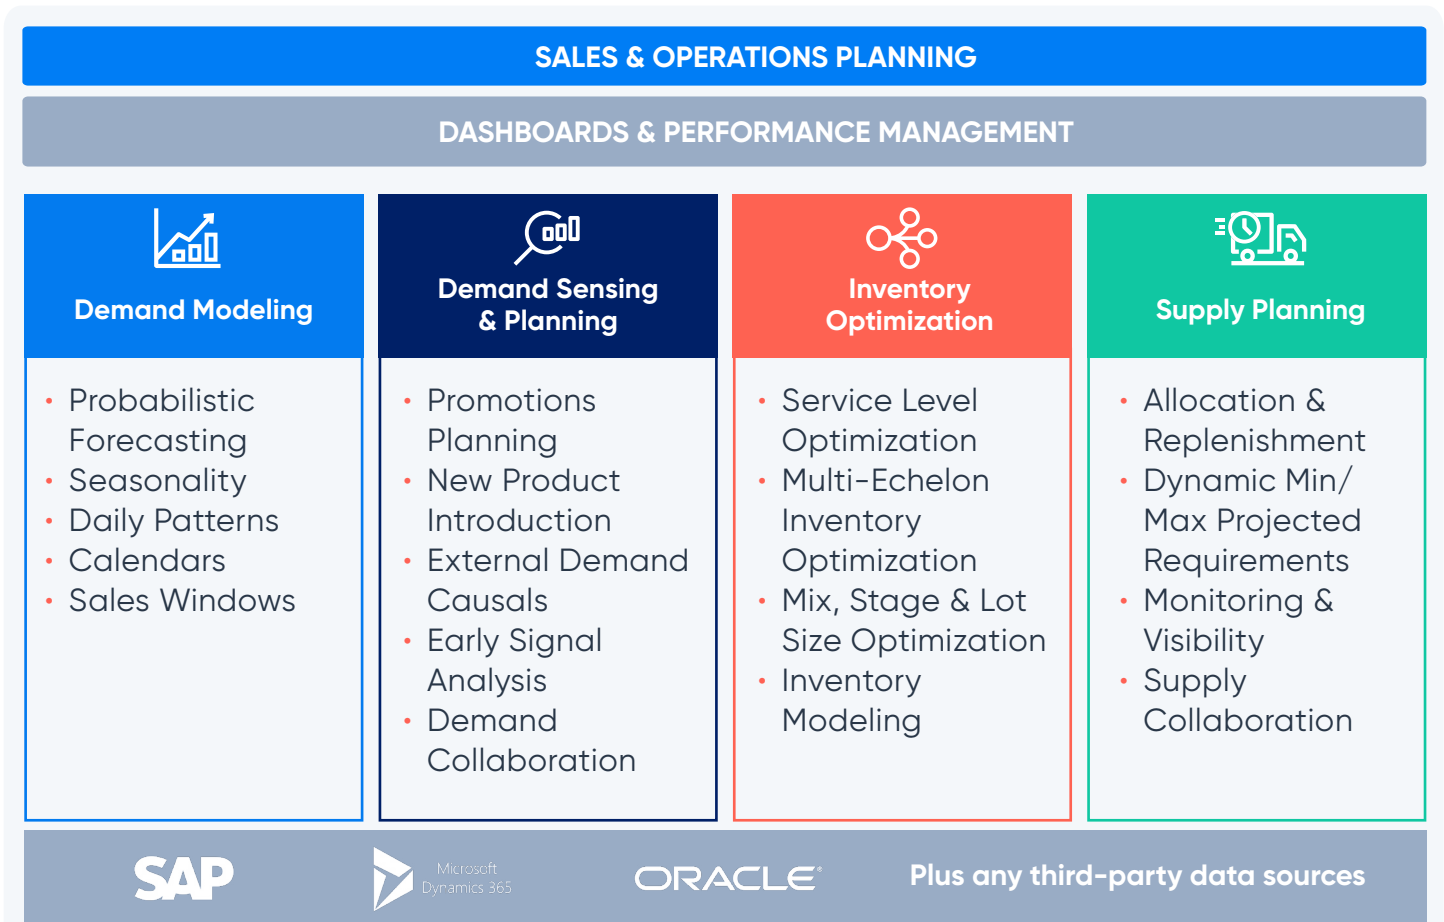 SALES & OPERATIONS PLANNING
DASHBOARDS & PERFORMANCE MANAGEMENT
Demand Modeling
• Probabilistic
Forecasting
• Seasonality
• Daily Patterns
• Calendars
• Sales Windows
Demand Sensing
& Planning
• Promotions
Planning
• New Product
Introduction
• External Demand
Causals
• Early Signal
Analysis
• Demand
Collaboration
Inventory
Optimization
• Service Level
Optimization
• Multi-Echelon
Inventory
Optimization
• Mix, Stage & Lot
Size Optimization
• Inventory
Modeling
Supply Planning
• Allocation &
Replenishment
• Dynamic Min/
Max Projected
Requirements
• Monitoring &
Visibility
• Supply
Collaboration
SAP
Microsoft
Dynamics 365
ORACLE®
Plus any third-party data sources